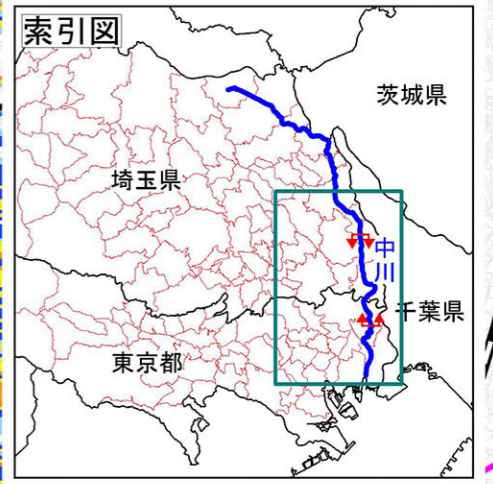 索引図
茨城県
埼玉県
中川
千葉県
東京都